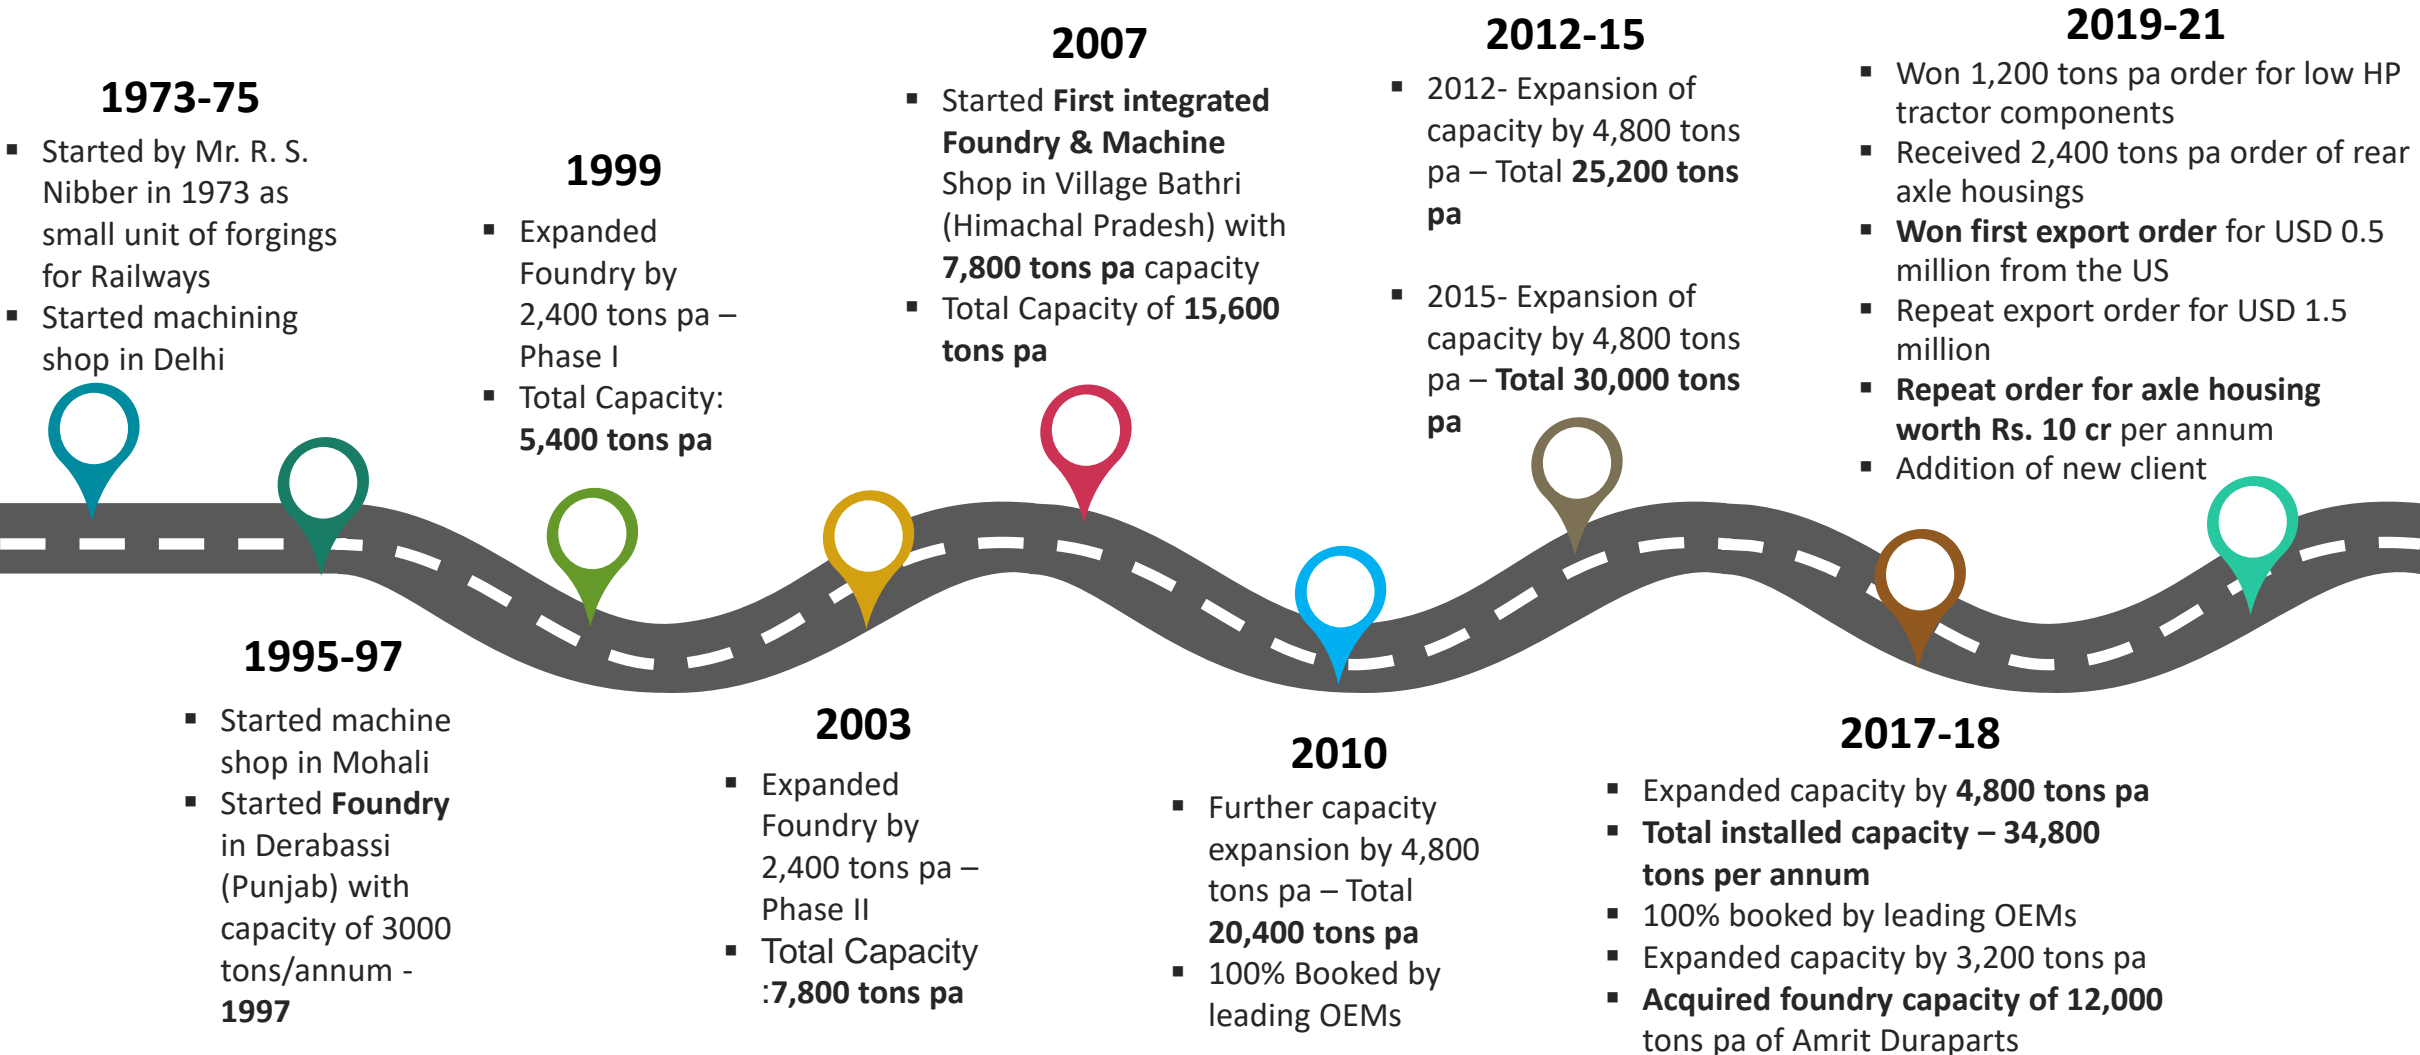 1973-75
▪ Started by Mr. R. S.
Nibber in 1973 as
small unit of forgings
for Railways
▪ Started machining
shop in Delhi
1995-97
▪ Started machine
shop in Mohali
▪ Started Foundry
in Derabassi
(Punjab) with
capacity of 3000
tons/annum -
1997
1999
▪ Expanded
Foundry by
2,400 tons pa –
Phase I
▪ Total Capacity:
5,400 tons pa
2003
▪ Expanded
Foundry by
2,400 tons pa –
Phase II
▪ Total Capacity
:7,800 tons pa
2007
▪ Started First integrated
Foundry & Machine
Shop in Village Bathri
(Himachal Pradesh) with
7,800 tons pa capacity
▪ Total Capacity of 15,600
tons pa
2010
▪ Further capacity
expansion by 4,800
tons pa – Total
20,400 tons pa
▪ 100% Booked by
leading OEMs
2012-15
▪ 2012- Expansion of
capacity by 4,800 tons
pa – Total 25,200 tons
pa
▪ 2015- Expansion of
capacity by 4,800 tons
pa – Total 30,000 tons
pa
2017-18
▪ Expanded capacity by 4,800 tons pa
▪ Total installed capacity – 34,800
tons per annum
▪ 100% booked by leading OEMs
▪ Expanded capacity by 3,200 tons pa
▪ Acquired foundry capacity of 12,000
tons pa of Amrit Duraparts
2019-21
▪ Won 1,200 tons pa order for low HP
tractor components
▪ Received 2,400 tons pa order of rear
axle housings
▪ Won first export order for USD 0.5
million from the US
▪ Repeat export order for USD 1.5
million
▪ Repeat order for axle housing
worth Rs. 10 cr per annum
▪ Addition of new client